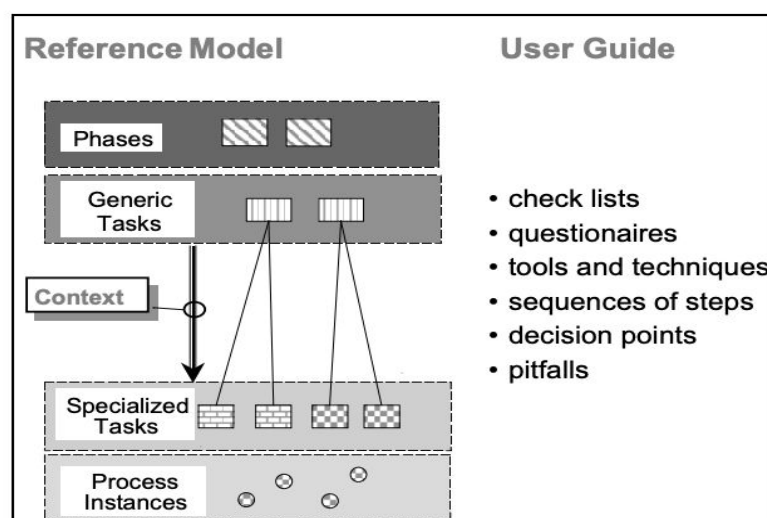 Reference Model
User Guide
Phases
Generic
Tasks
Context
Specialized
Tasks
Process
Instances
• check lists
• questionaires
• tools and techniques
• sequences of steps
• decision points
• pitfalls